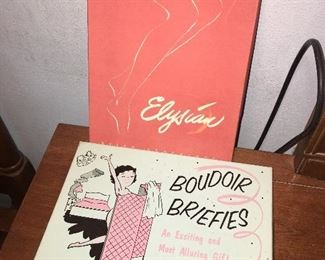 Elysian
BOUDOIR
BRIEFIES
An Exciting and
Most Alluring Gift